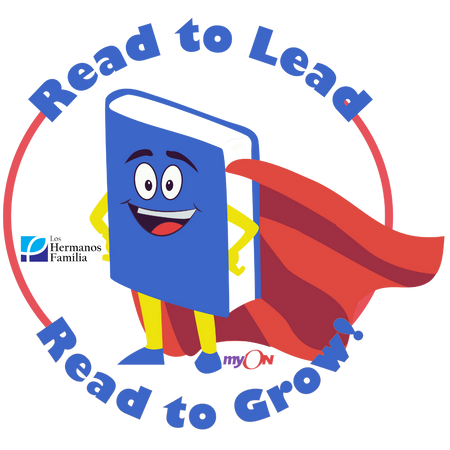 Read to Lead
Los
Hermanos
Familia
myON
Read to Grow!